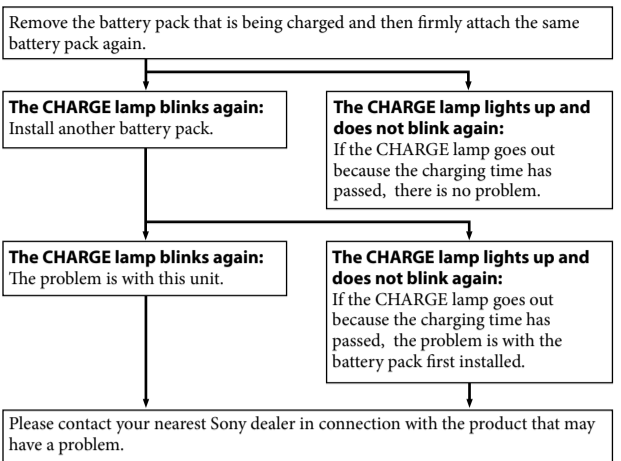 Remove the battery pack that is being charged and then firmly attach the same
battery pack again.
The CHARGE lamp blinks again:
Install another battery pack.
The CHARGE lamp lights up and
does not blink again:
If the CHARGE lamp goes out
because the charging time has
passed, there is no problem.
The CHARGE lamp blinks again:
The problem is with this unit.
The CHARGE lamp lights up and
does not blink again:
If the CHARGE lamp goes out
because the charging time has
passed, the problem is with the
battery pack first installed.
Please contact your nearest Sony dealer in connection with the product that may
have a problem.